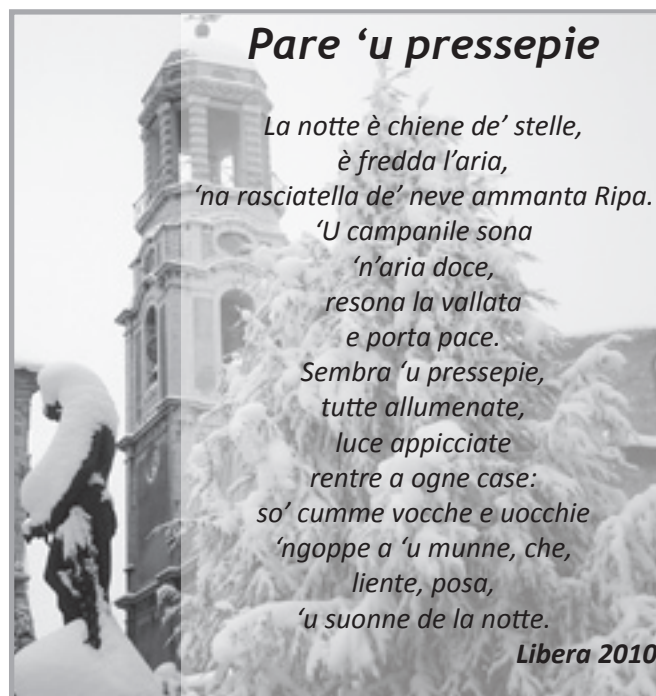 Pare ‘u pressepie
La notte è chiene de’ stelle,
è fredda l’aria,
‘na rasciatella de’ neve ammanta Ripa.
‘U campanile sona
‘n’aria doce,
resona la vallata
e porta pace.
Sembra ‘u pressepie,
tutte allumenate,
luce appicciate
rentre a ogne case:
so’ cumme vocche e uocchie
‘ngoppe a ‘u munne, che,
liente, posa,
‘u suonne de la notte.
Libera 2010